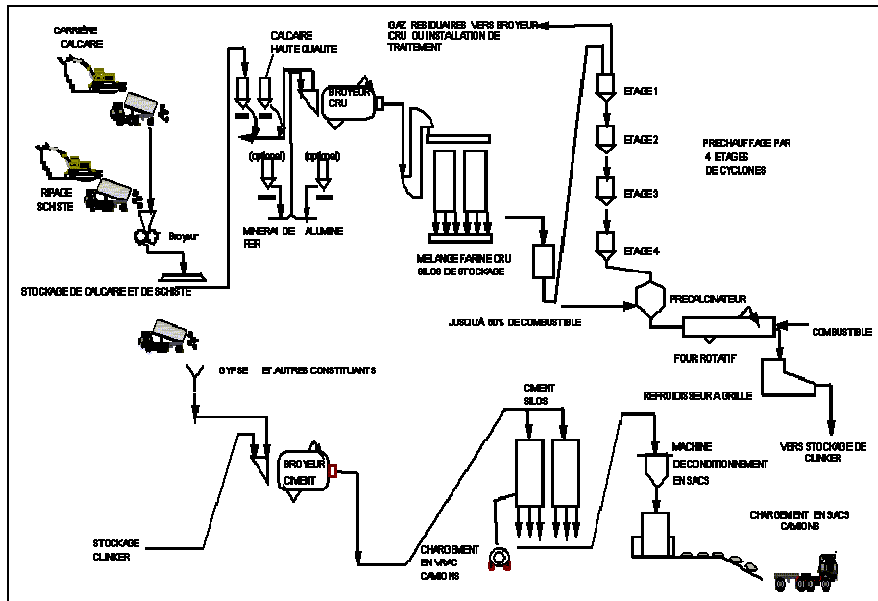 CARRIÈRE
CALCARE
RIPAGE
SCHISTE
Broyeur
STOCKAGE DE CALCARE ET DE SCHISTE
CALCAIRE
HAUTE QUALITE
BROYEUR
CRU
(optional) (optional)
MINERAI DE
FER
ALUMINE
GAZ RESIDUAIRES VERS BROYEUR
CRU OU INSTALLATION DE
TRAITEMENT
MELANGE FARINE CRU
SILOS DE STOCKAGE
ETAGE 1
ETAGE 2
ETAGE 3
ETAGE 4
PRECHAUFFAGE PAR
4 ETAGES
DE CYCLONES
JUSQU'À 60% DE COMBUSTIBLE
PRECALCINATEUR
COMBUSTIBLE
FOUR ROTATIF
REFROIDISSEUR A GRILLE
VERS STOCKAGE DE
CLINKER
GYPSE ET AUTRES CONSTITUANTS
BROYEUR
CIMENT
STOCKAGE
CLINKER
CIMENT
SILOS
CHARGEMENT
EN VRAC
CAMIONS
MACHINE
DE CONDITIONNEMENT
EN SACS
CHARGEMENT EN SACS
CAMIONS